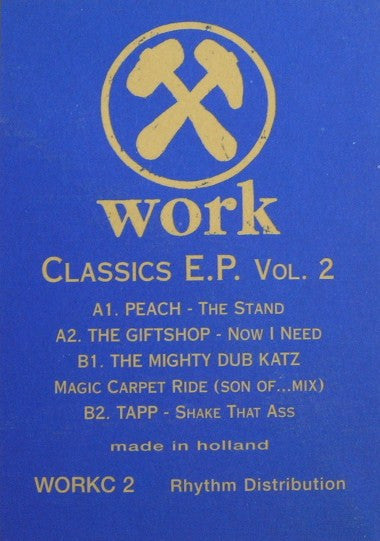 work
CLASSICS E.P. VOL. 2
A1. PEACH - THE STAND
A2. THE GIFTSHOP - NOW I NEED
B1. THE MIGHTY DUB KATZ
MAGIC CARPET RIDE (SON OF...MIX)
B2. TAPP - SHAKE THAT ASS
made in holland
WORKC 2 Rhythm Distribution